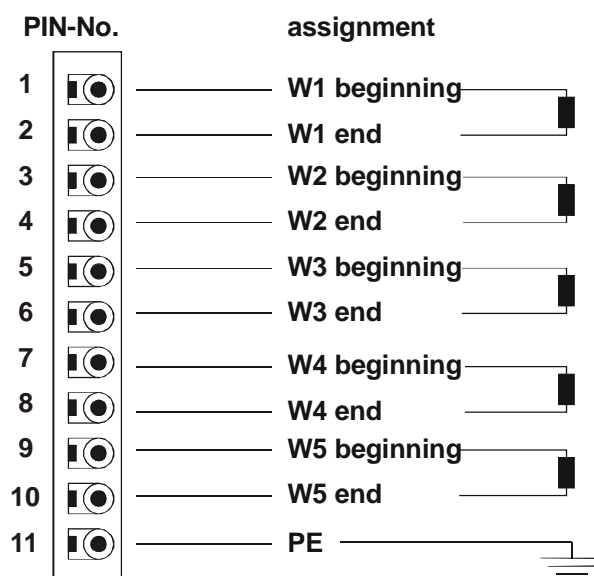 PIN-No. assignment
1 W1 beginning
2 W1 end
3 W2 beginning
4 W2 end
5 W3 beginning
6 W3 end
7 W4 beginning
8 W4 end
9 W5 beginning
10 W5 end
11 PE